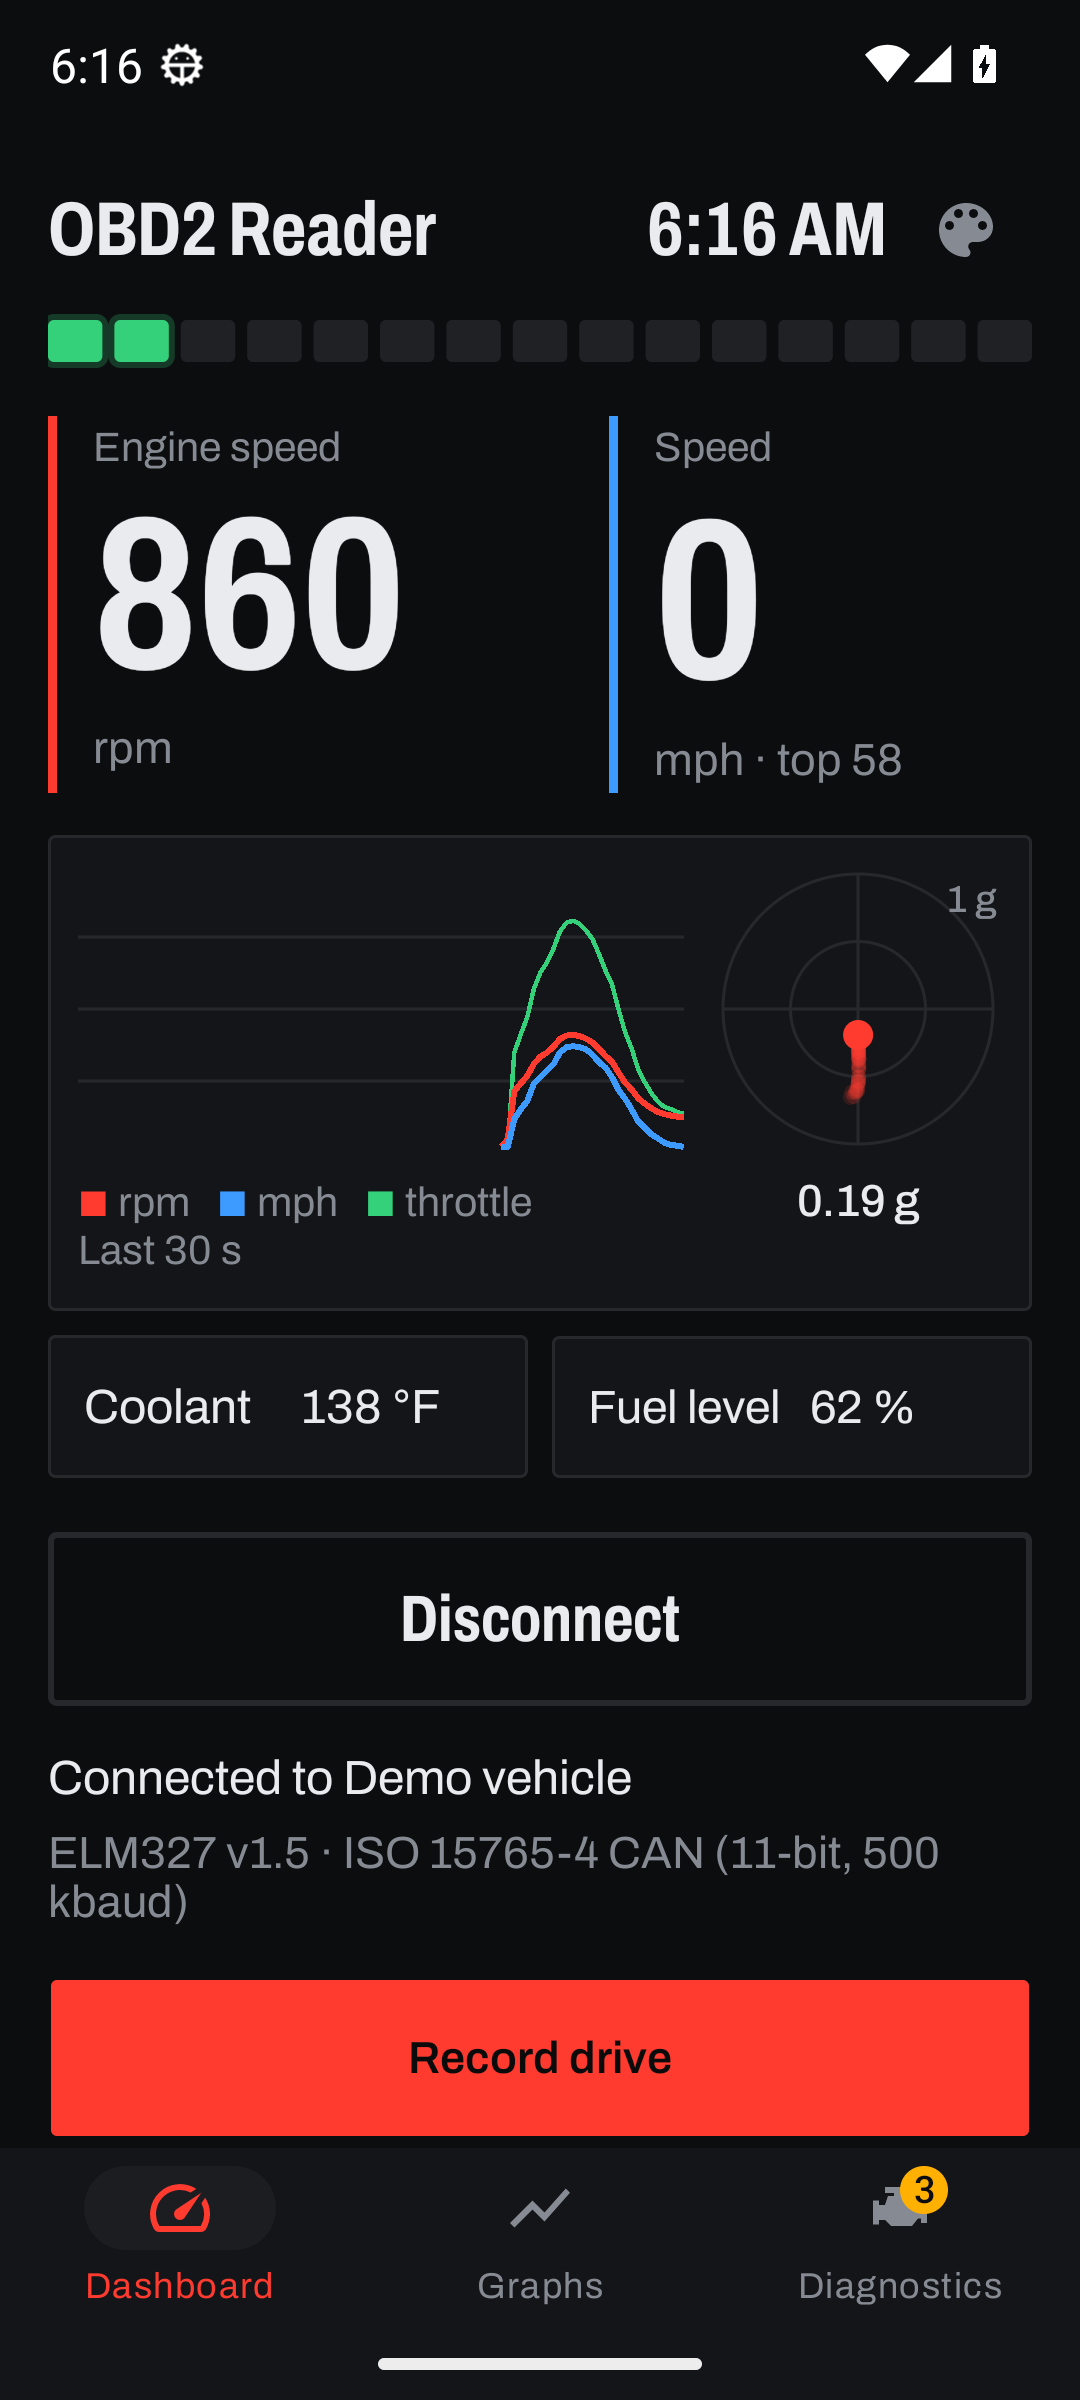 6:16
OBD2 Reader
6:16 AM
Engine speed
860
rpm
Speed
0
mph · top 58
1 g
rpm mph throttle
Last 30 s
0.19 g
Coolant 138 °F
Fuel level 62 %
Disconnect
Connected to Demo vehicle
ELM327 v1.5 · ISO 15765-4 CAN (11-bit, 500
kbaud)
Record drive
3
Dashboard
Graphs
Diagnostics